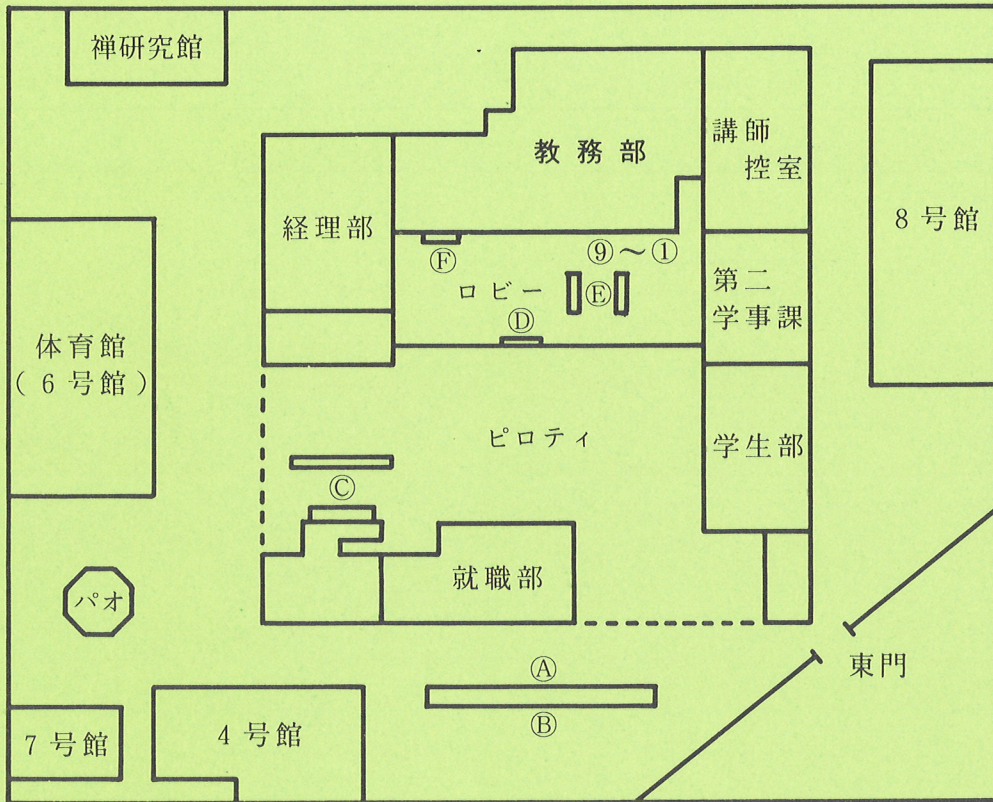 禅研究館
教務部
講師
控室
経理部
8号館
⑨～①
Ⓕ
ロビー
Ⓔ
第二
学事課
Ⓓ
体育館
(6号館)
ピロティ
学生部
Ⓒ
就職部
パオ
Ⓐ
東門
Ⓑ
7号館
4号館